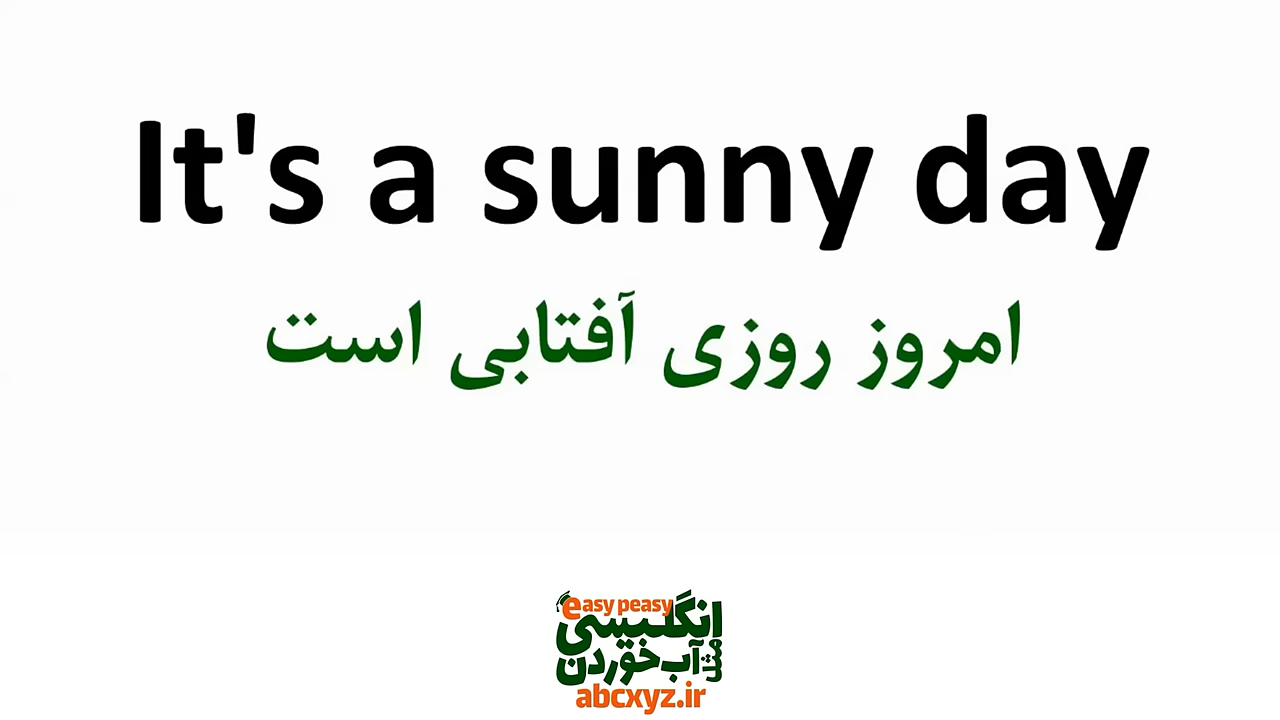 It's a sunny day
امروز روزی آفتابی است
easy peasy
انگلیسی
مثل آب خوردن
abcxyz.ir